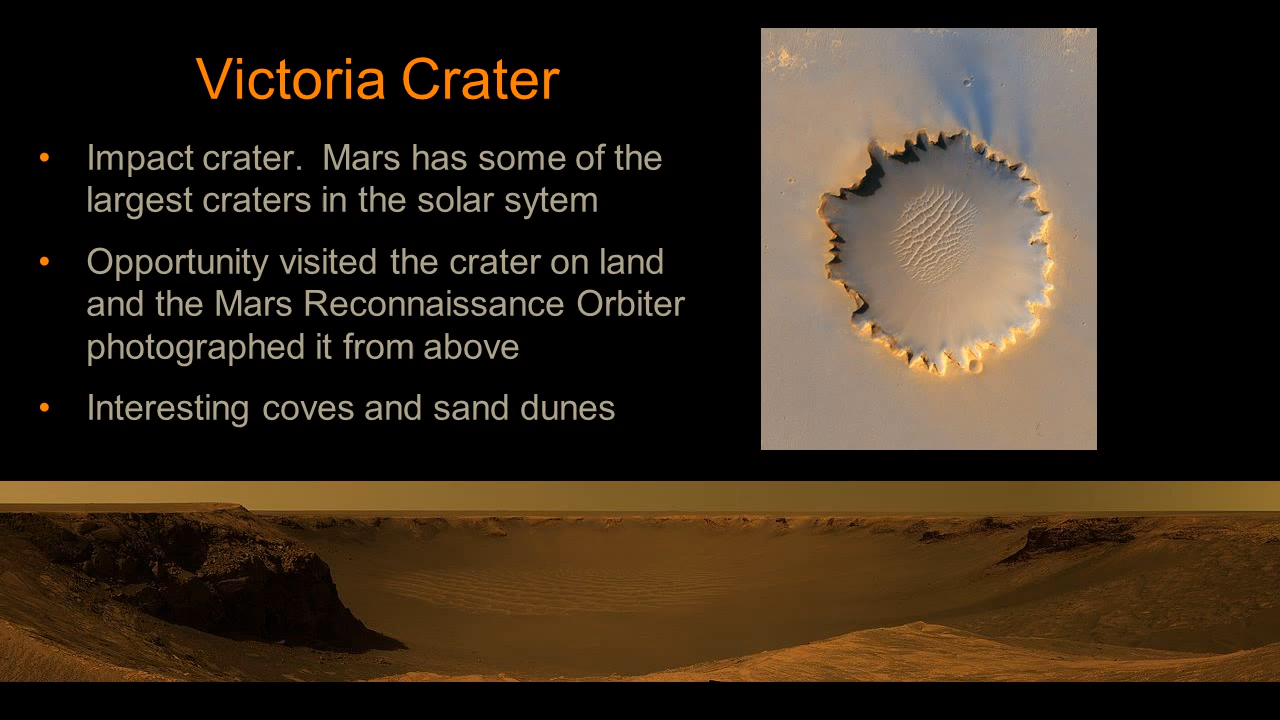 Victoria Crater
• Impact crater.  Mars has some of the
largest craters in the solar sytem
• Opportunity visited the crater on land
and the Mars Reconnaissance Orbiter
photographed it from above
• Interesting coves and sand dunes